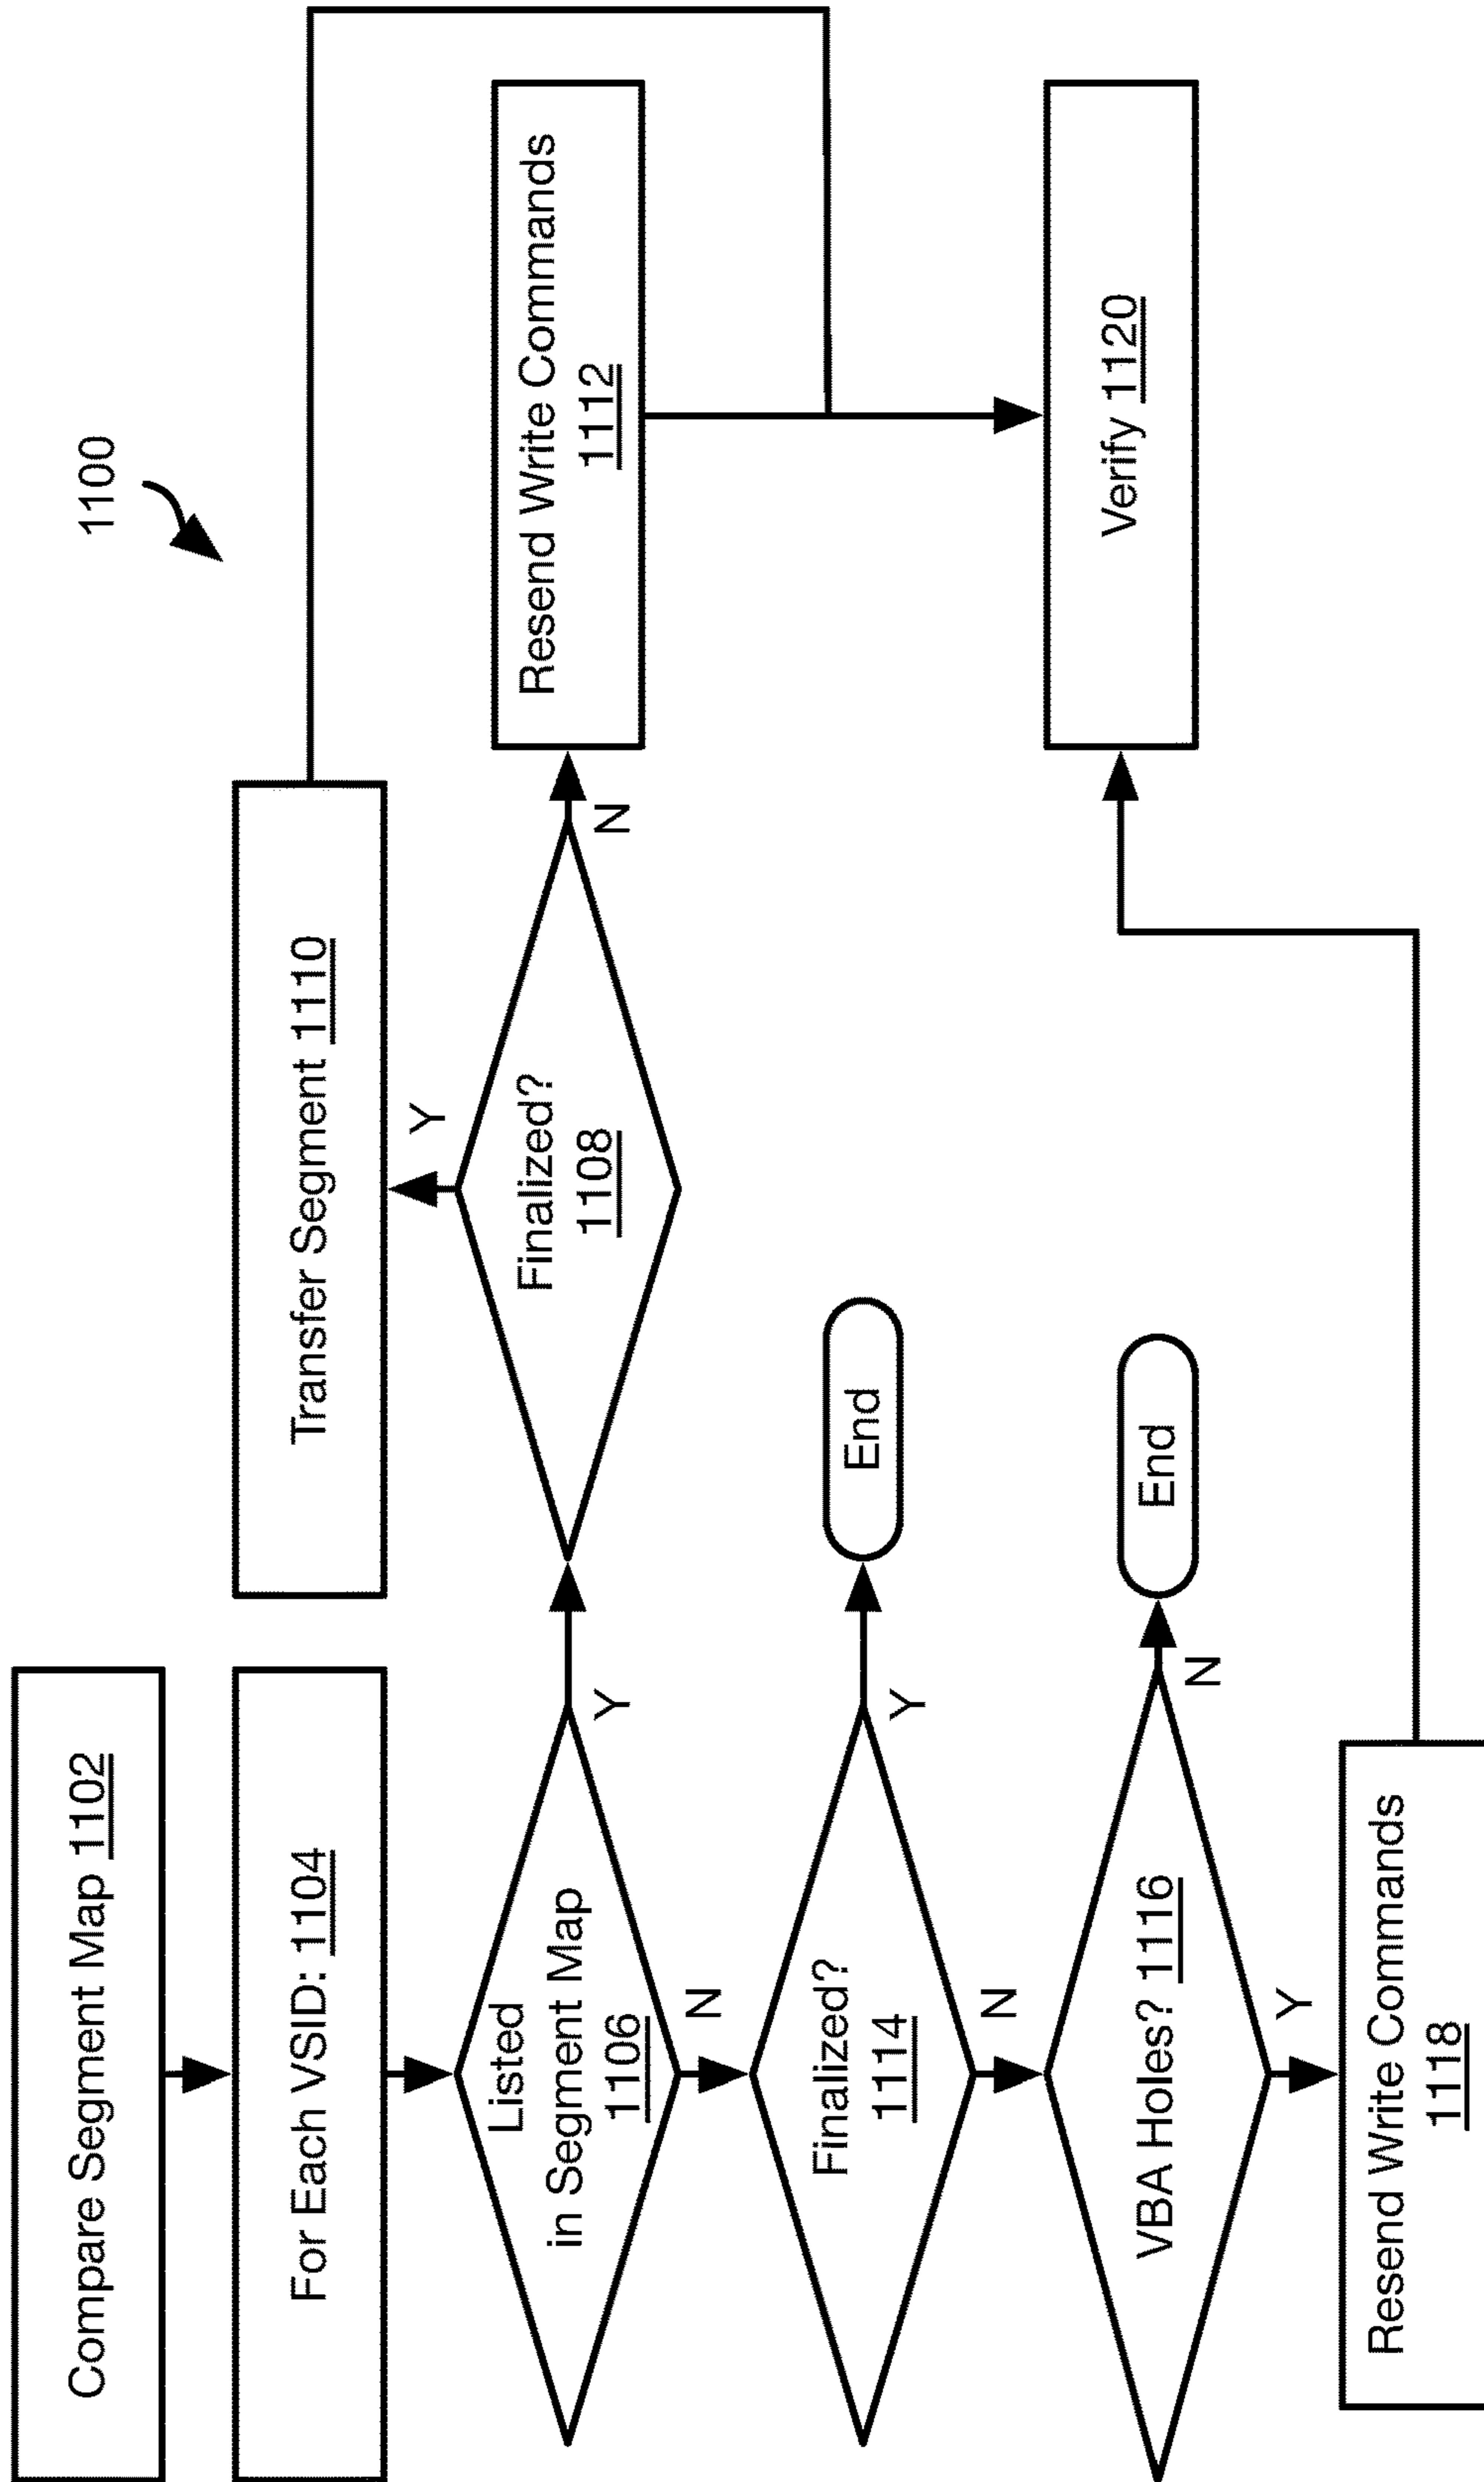 1100
Compare Segment Map 1102
For Each VSID: 1104
Transfer Segment 1110
Listed
in Segment Map
1106
Y
N
Finalized?
1108
Y
N
Resend Write Commands
1112
Finalized?
1114
Y
N
End
VBA Holes? 1116
N
Y
End
Verify 1120
Resend Write Commands
1118